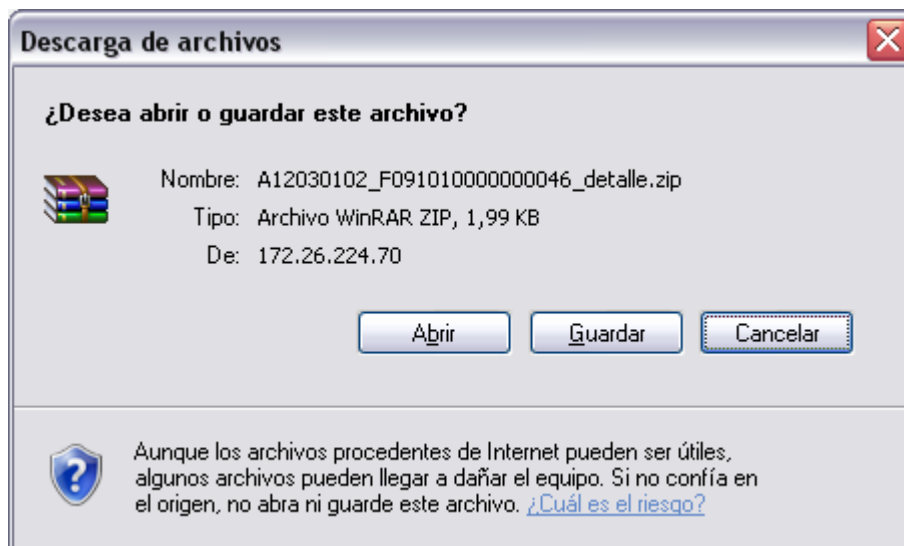 Descarga de archivos
¿Desea abrir o guardar este archivo?
Nombre: A12030102_F091010000000046_detalle.zip
Tipo: Archivo WinRAR ZIP, 1,99 KB
De: 172.26.224.70
Abrir Guardar Cancelar
Aunque los archivos procedentes de Internet pueden ser útiles,
algunos archivos pueden llegar a dañar el equipo. Si no confía en
el origen, no abra ni guarde este archivo. ¿Cuál es el riesgo?